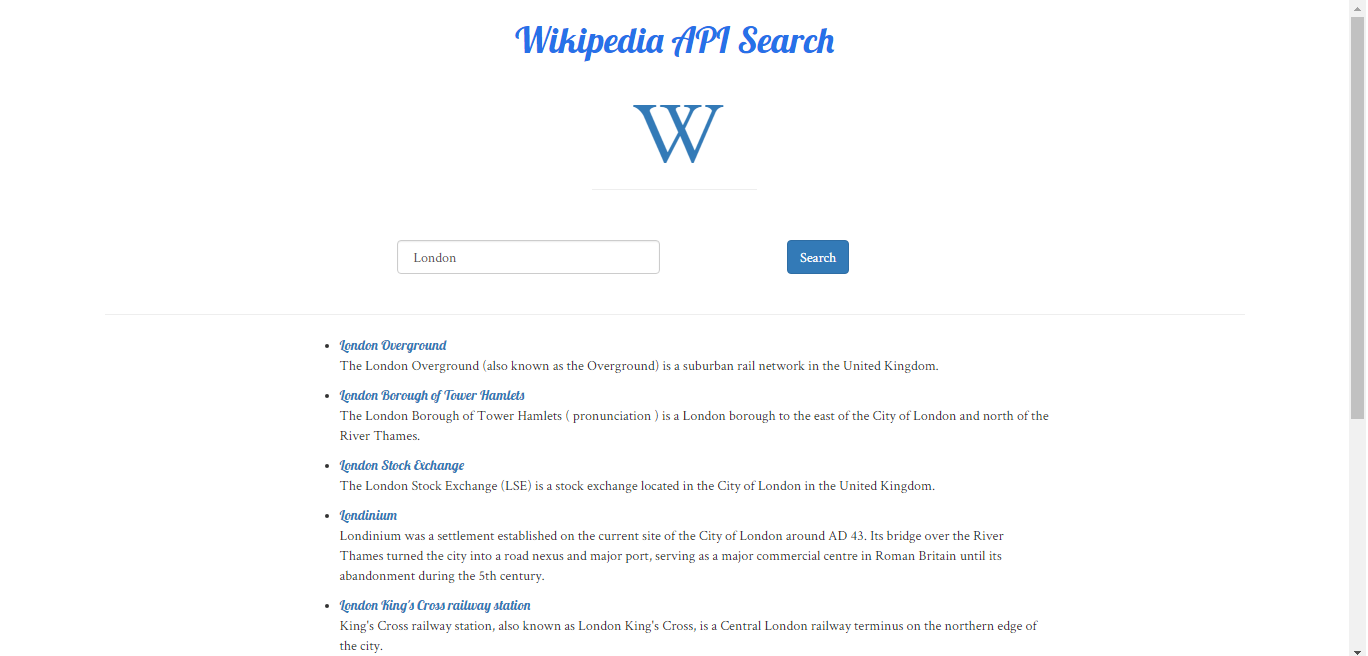 Wikipedia API Search
W
London
Search
London Overground
The London Overground (also known as the Overground) is a suburban rail network in the United Kingdom.
London Borough of Tower Hamlets
The London Borough of Tower Hamlets ( pronunciation ) is a London borough to the east of the City of London and north of the
River Thames.
London Stock Exchange
The London Stock Exchange (LSE) is a stock exchange located in the City of London in the United Kingdom.
Londinium
Londinium was a settlement established on the current site of the City of London around AD 43. Its bridge over the River
Thames turned the city into a road nexus and major port, serving as a major commercial centre in Roman Britain until its
abandonment during the 5th century.
London King's Cross railway station
King's Cross railway station, also known as London King's Cross, is a Central London railway terminus on the northern edge of
the city.